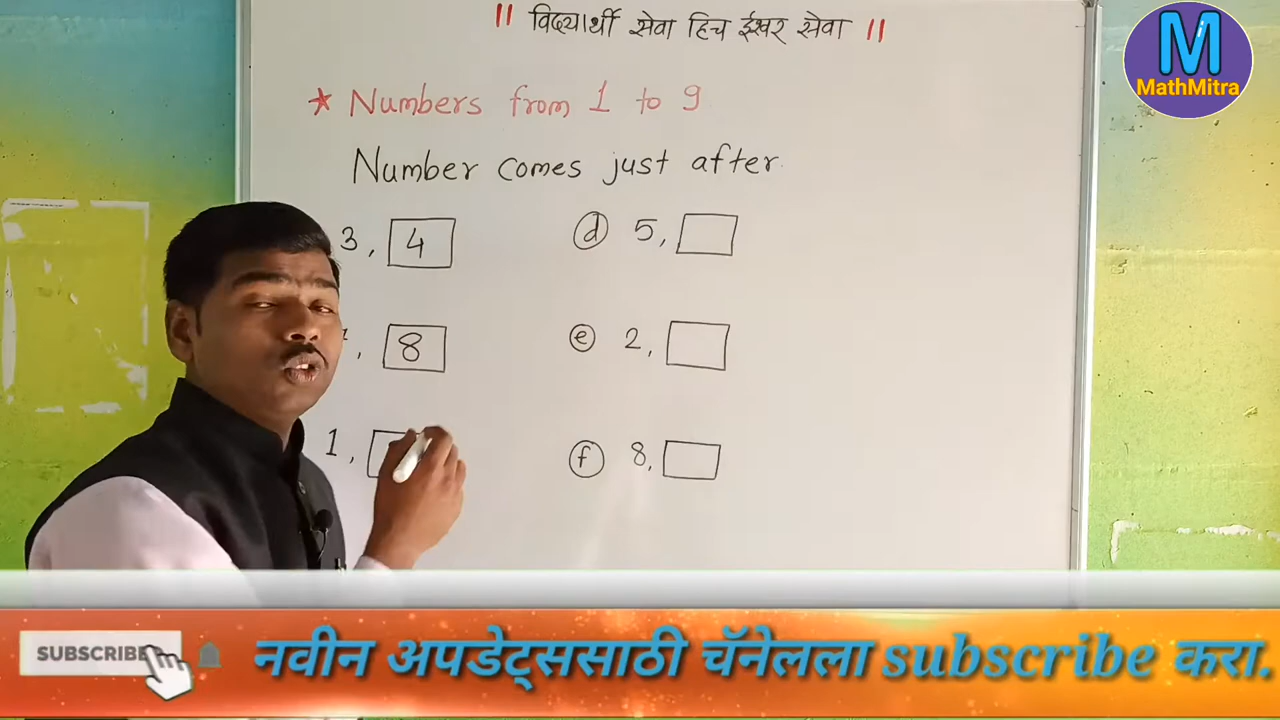 || विद्यार्थी सेवा हिच ईश्वर सेवा ||
M
MathMitra
★ Numbers from 1 to 9
Number comes just after
3, 4
ⓓ 5,
, 8
ⓔ 2,
1,
ⓕ 8,
SUBSCRIBE
नवीन अपडेट्ससाठी चॅनेलला subscribe करा.